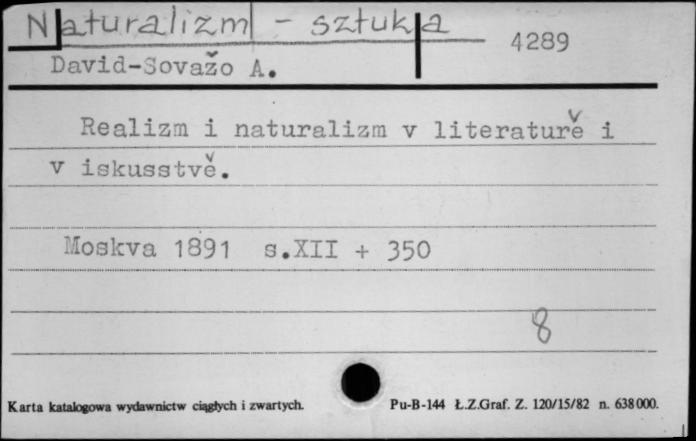 Naturalizm - sztuka
4289
David-Sovažo A.
Realizm i naturalizm v literaturě i
v iskusstvě.
Moskva 1891 s.XII + 350
8
Karta katalogowa wydawnictw ciągłych i zwartych.
Pu-B-144 Ł.Z.Graf. Z. 120/15/82 n. 638000.